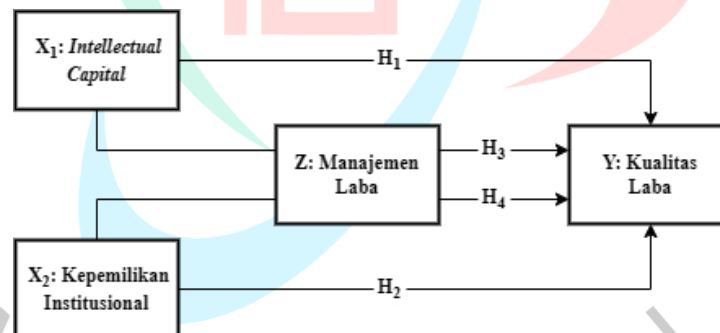 X₁: Intellectual
Capital
H₁
Z: Manajemen
Laba
H₃
H₄
Y: Kualitas
Laba
X₂: Kepemilikan
Institusional
H₂